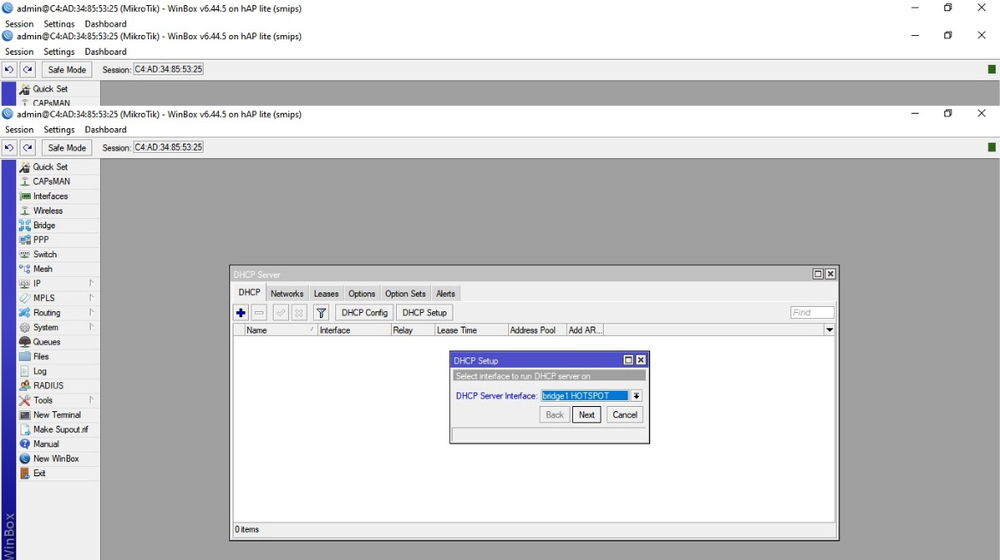 admin@C4:AD:34:85:53:25 (MikroTik) - WinBox v6.44.5 on hAP lite (smips)
Session Settings Dashboard
admin@C4:AD:34:85:53:25 (MikroTik) - WinBox v6.44.5 on hAP lite (smips)
Session Settings Dashboard
Safe Mode Session: C4:AD:34:85:53:25
Quick Set
CAPsMAN
admin@C4:AD:34:85:53:25 (MikroTik) - WinBox v6.44.5 on hAP lite (smips)
Session Settings Dashboard
Safe Mode Session: C4:AD:34:85:53:25
Quick Set
CAPsMAN
Interfaces
Wireless
Bridge
PPP
Switch
Mesh
IP
MPLS
Routing
System
Queues
Files
Log
RADIUS
Tools
New Terminal
Make Supout.rif
Manual
New WinBox
Exit
WinBox
DHCP Server
DHCP Networks Leases Options Option Sets Alerts
DHCP Config DHCP Setup Find
Name Interface Relay Lease Time Address Pool Add AR...
DHCP Setup
Select interface to run DHCP server on
DHCP Server Interface: bridge1 HOTSPOT
Back Next Cancel
0 items